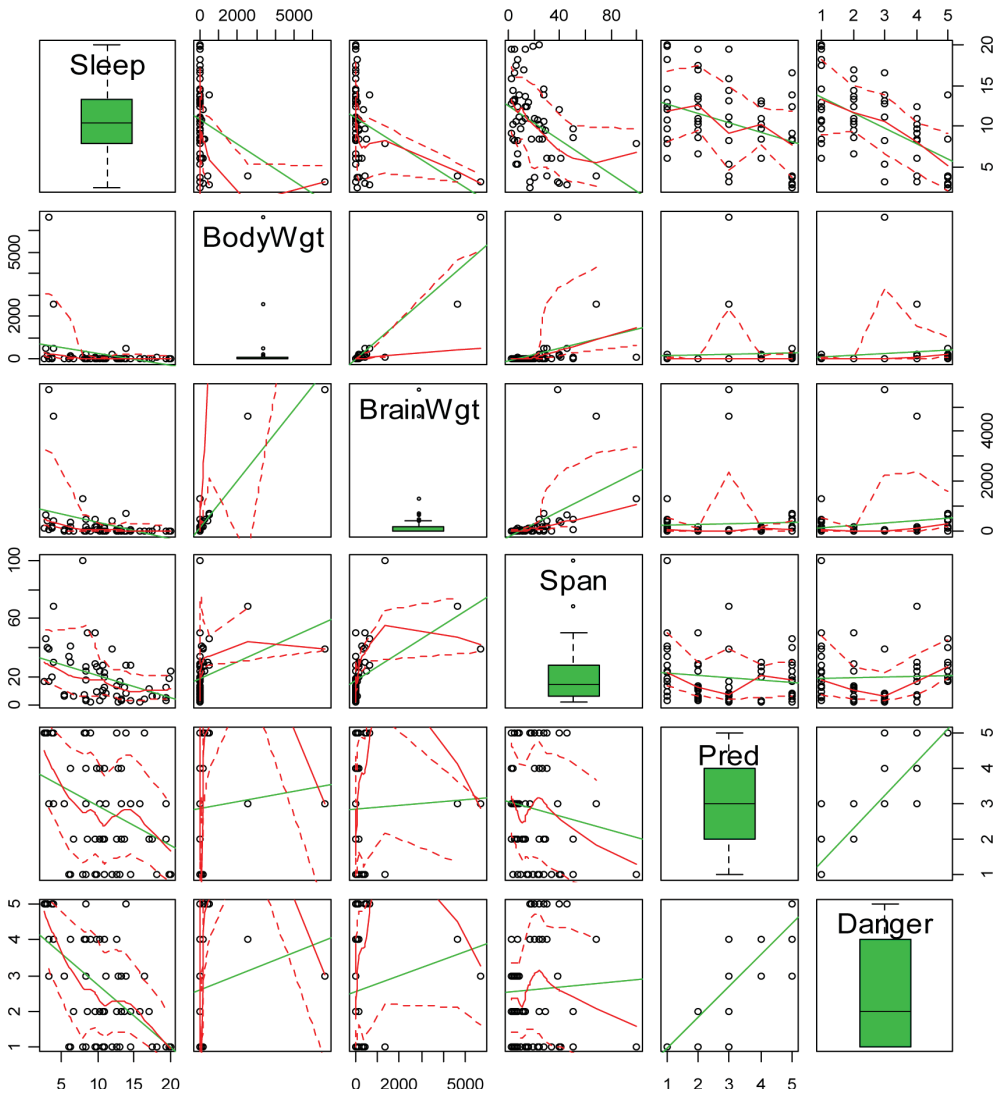 0 2000 5000 0 40 80 1 2 3 4 5
Sleep 5 10 15 20
0 2000 5000 BodyWgt
BrainWgt 0 2000 4000
0 20 60 100 Span
Pred 1 2 3 4 5
1 2 3 4 5 Danger
5 10 15 20 0 2000 5000 1 2 3 4 5